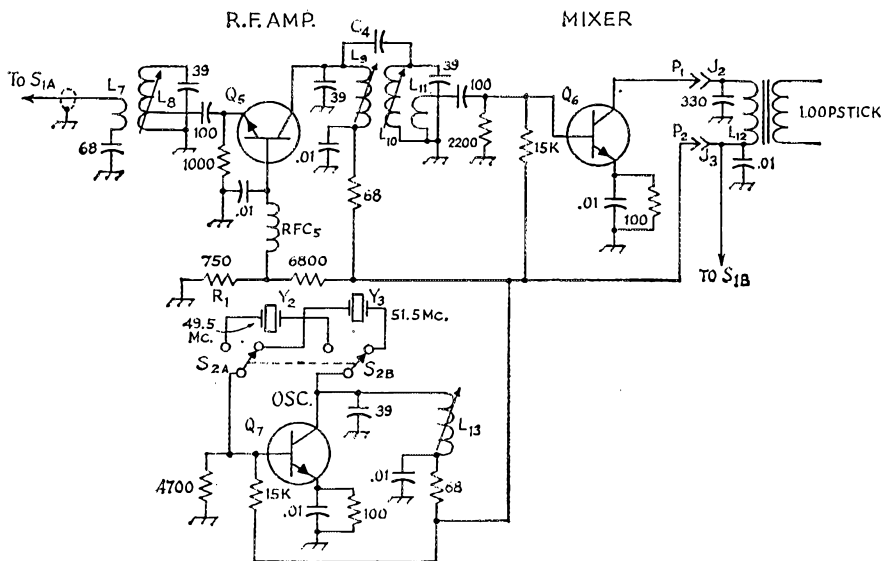 R.F. AMP.
MIXER
C4
TO S1A
L7
L8
39
Q5
39
L9
L10
L11
39
100
Q6
P1
J2
330
LOOPSTICK
L12
P2
J3
.01
68
100
1000
.01
.01
68
2200
15K
.01
100
TO S1B
RFC5
750
R1
6800
Y2
Y3
49.5 MC.
51.5 MC.
S2A
S2B
OSC.
39
L13
Q7
4700
15K
.01
100
.01
68